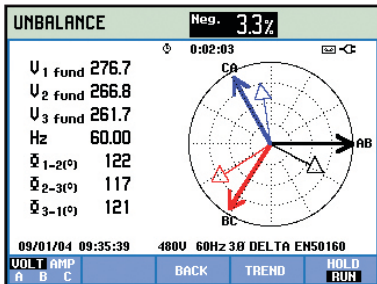 UNBALANCE Neg. 3.3%
0:02:03
V1 fund 276.7
V2 fund 266.8
V3 fund 261.7
Hz 60.00
Φ1-2(°) 122
Φ2-3(°) 117
Φ3-1(°) 121
CA
AB
BC
09/01/04 09:35:39 480V 60Hz 3Ø DELTA EN50160
VOLT AMP
A B C
BACK
TREND
HOLD
RUN